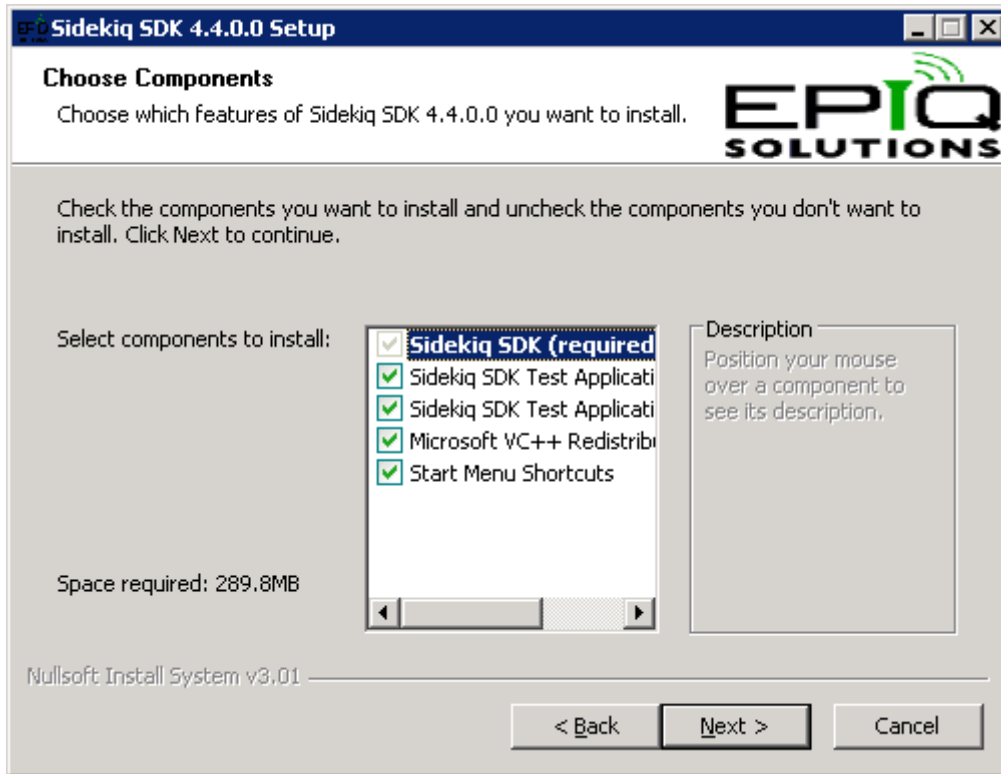 Sidekiq SDK 4.4.0.0 Setup
Choose Components
Choose which features of Sidekiq SDK 4.4.0.0 you want to install.
EPIQ
SOLUTIONS
Check the components you want to install and uncheck the components you don't want to
install. Click Next to continue.
Select components to install:
Sidekiq SDK (required
Sidekiq SDK Test Applicati
Sidekiq SDK Test Applicati
Microsoft VC++ Redistrib
Start Menu Shortcuts
Description
Position your mouse
over a component to
see its description.
Space required: 289.8MB
Nullsoft Install System v3.01
< Back
Next >
Cancel